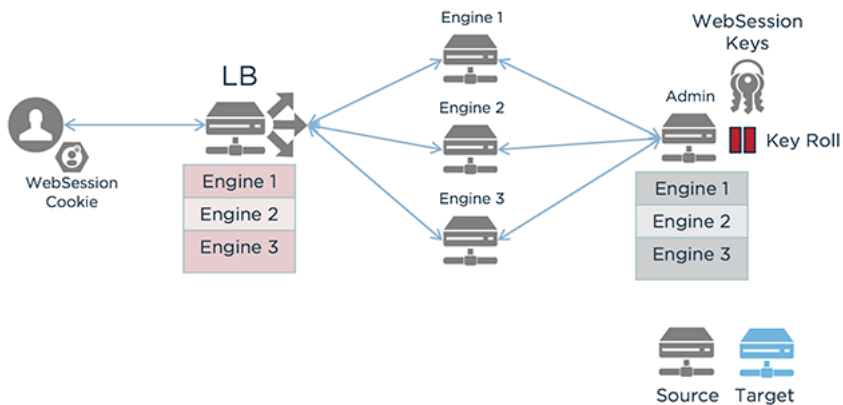 Engine 1
WebSession
Keys
LB
Admin
Engine 2
Key Roll
WebSession
Cookie
Engine 1
Engine 2
Engine 3
Engine 3
Engine 1
Engine 2
Engine 3
Source
Target